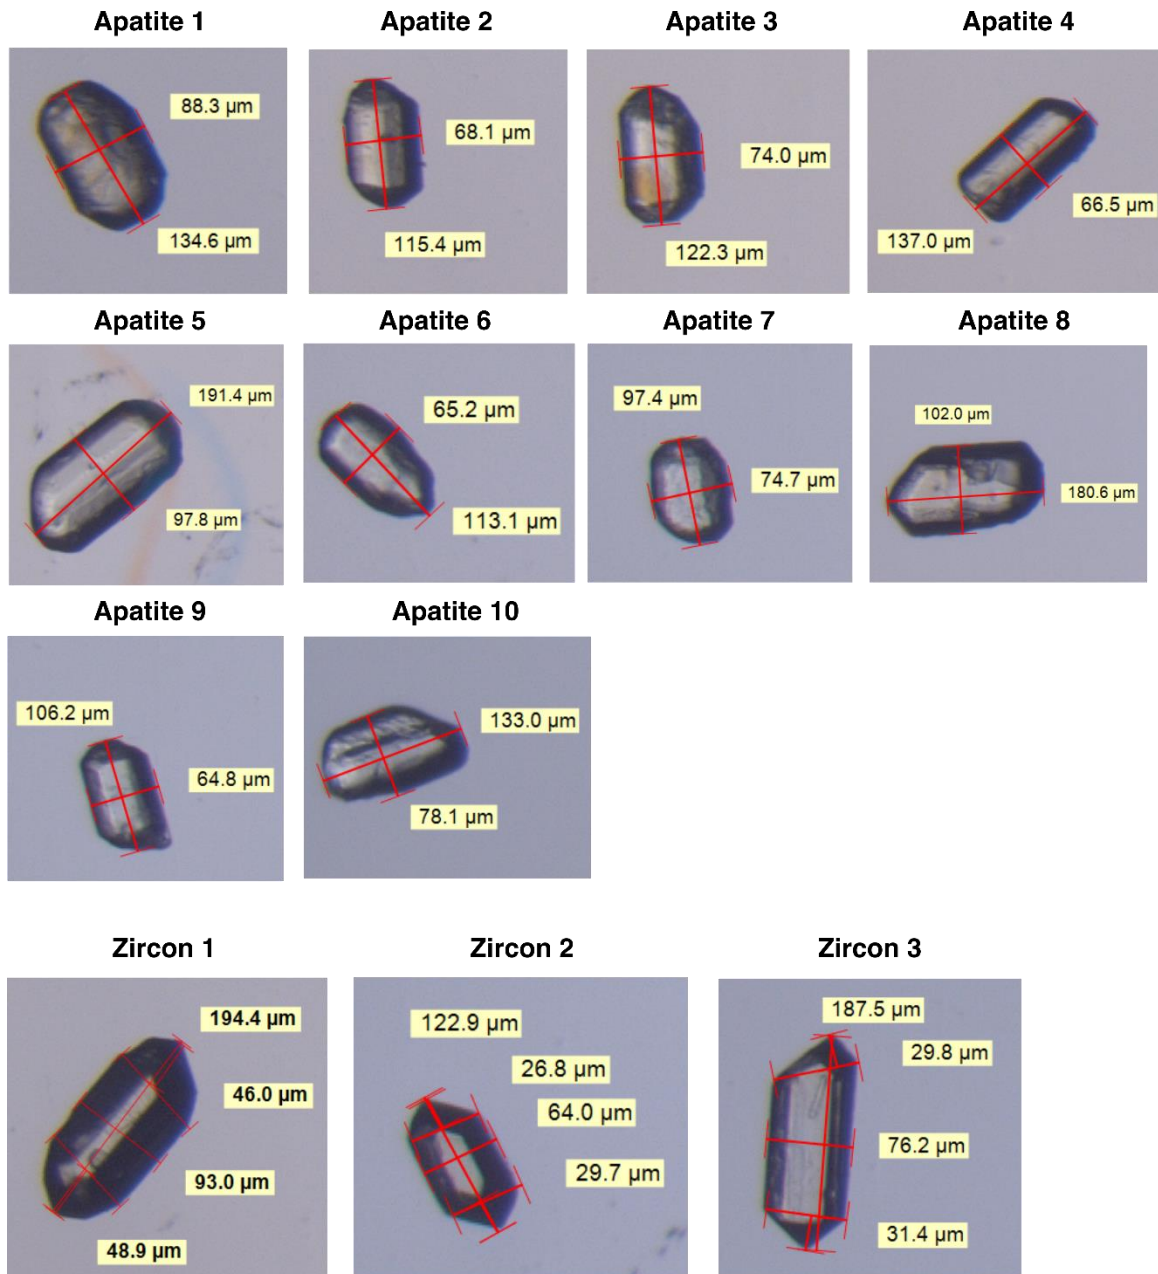 Apatite 1
Apatite 2
Apatite 3
Apatite 4
88.3 µm
134.6 µm
68.1 µm
115.4 µm
74.0 µm
122.3 µm
66.5 µm
137.0 µm
Apatite 5
Apatite 6
Apatite 7
Apatite 8
191.4 µm
97.8 µm
65.2 µm
113.1 µm
97.4 µm
74.7 µm
102.0 µm
180.6 µm
Apatite 9
Apatite 10
106.2 µm
64.8 µm
133.0 µm
78.1 µm
Zircon 1
Zircon 2
Zircon 3
194.4 µm
46.0 µm
93.0 µm
48.9 µm
122.9 µm
26.8 µm
64.0 µm
29.7 µm
187.5 µm
29.8 µm
76.2 µm
31.4 µm